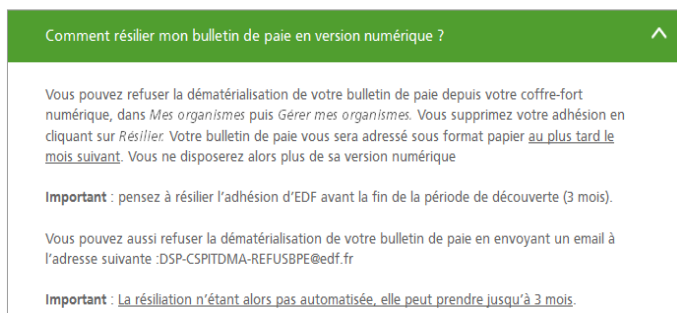 Comment résilier mon bulletin de paie en version numérique ?
Vous pouvez refuser la dématérialisation de votre bulletin de paie depuis votre coffre-fort
numérique, dans Mes organismes puis Gérer mes organismes. Vous supprimez votre adhésion en
cliquant sur Résilier. Votre bulletin de paie vous sera adressé sous format papier au plus tard le
mois suivant. Vous ne disposerez alors plus de sa version numérique
Important : pensez à résilier l'adhésion d'EDF avant la fin de la période de découverte (3 mois).
Vous pouvez aussi refuser la dématérialisation de votre bulletin de paie en envoyant un email à
l'adresse suivante :DSP-CSPITDMA-REFUSBPE@edf.fr
Important : La résiliation n'étant alors pas automatisée, elle peut prendre jusqu'à 3 mois.